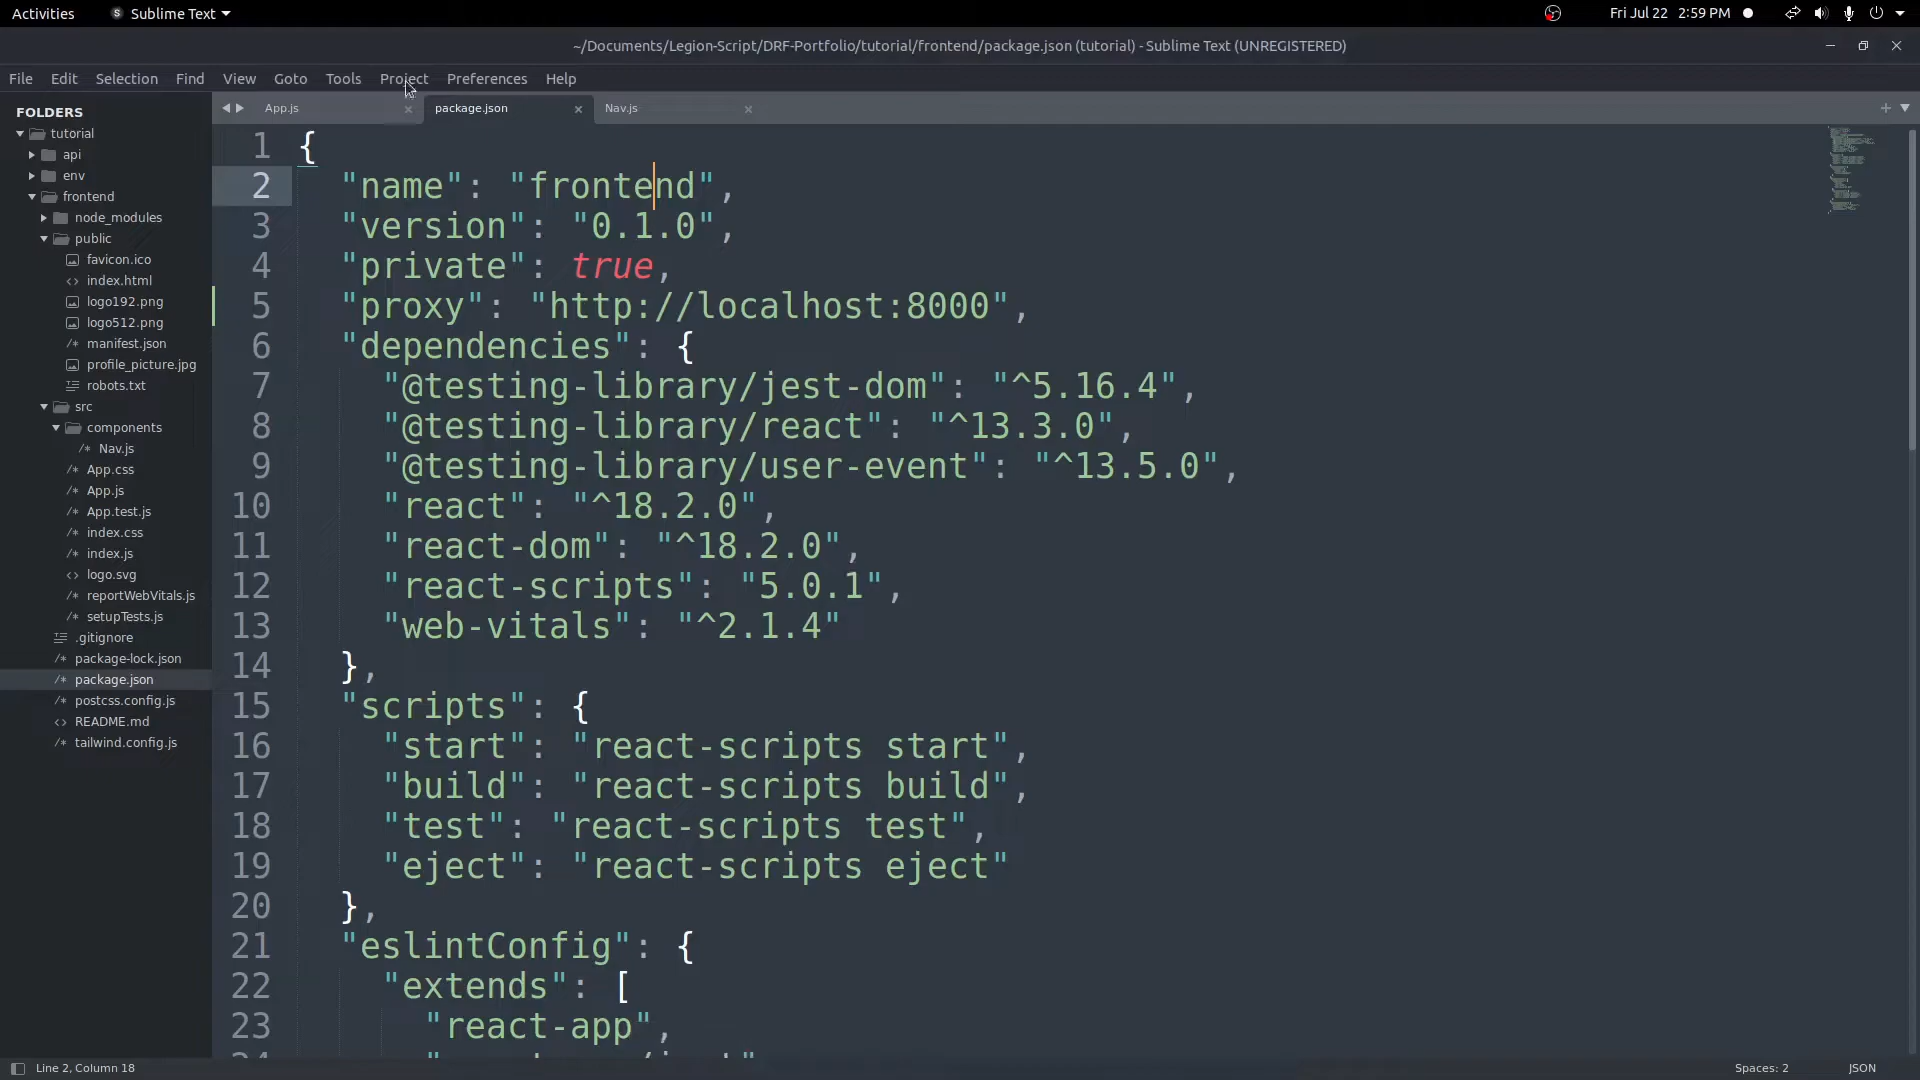 Activities
Sublime Text
Fri Jul 22 2:59 PM
~/Documents/Legion-Script/DRF-Portfolio/tutorial/frontend/package.json (tutorial) - Sublime Text (UNREGISTERED)
File Edit Selection Find View Goto Tools Project Preferences Help
FOLDERS
tutorial
api
env
frontend
node_modules
public
favicon.ico
index.html
logo192.png
logo512.png
manifest.json
profile_picture.jpg
robots.txt
src
components
Nav.js
App.css
App.js
App.test.js
index.css
index.js
logo.svg
reportWebVitals.js
setupTests.js
.gitignore
package-lock.json
package.json
postcss.config.js
README.md
tailwind.config.js
App.js
package.json
Nav.js
1 {
2 "name": "frontend",
3 "version": "0.1.0",
4 "private": true,
5 "proxy": "http://localhost:8000",
6 "dependencies": {
7 "@testing-library/jest-dom": "^5.16.4",
8 "@testing-library/react": "^13.3.0",
9 "@testing-library/user-event": "^13.5.0",
10 "react": "^18.2.0",
11 "react-dom": "^18.2.0",
12 "react-scripts": "5.0.1",
13 "web-vitals": "^2.1.4"
14 },
15 "scripts": {
16 "start": "react-scripts start",
17 "build": "react-scripts build",
18 "test": "react-scripts test",
19 "eject": "react-scripts eject"
20 },
21 "eslintConfig": {
22 "extends": [
23 "react-app",
Line 2, Column 18
Spaces: 2
JSON